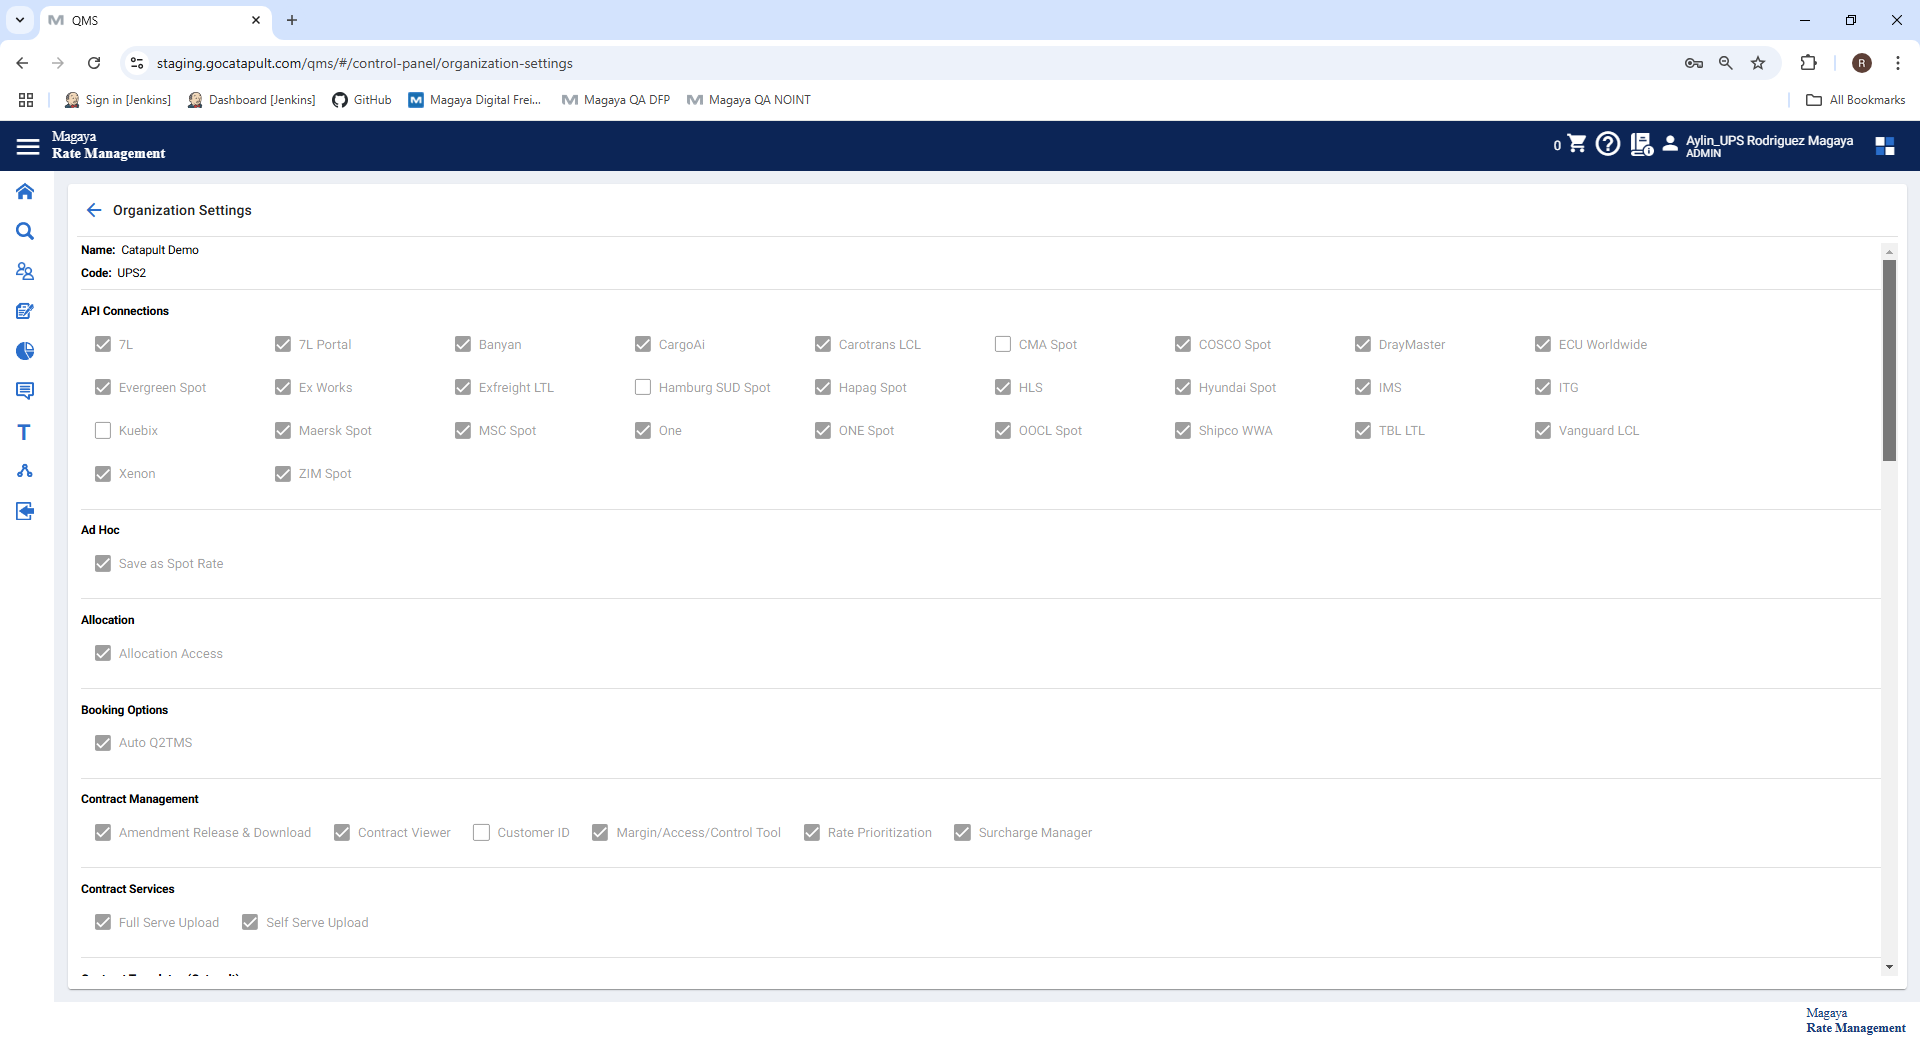 QMS
staging.gocatapult.com/qms/#/control-panel/organization-settings
R
Sign in [Jenkins]
Dashboard [Jenkins]
GitHub
Magaya Digital Frei...
Magaya QA DFP
Magaya QA NOINT
All Bookmarks
Magaya
Rate Management
0
Aylin_UPS Rodriguez Magaya
ADMIN
Organization Settings
Name: Catapult Demo
Code: UPS2
API Connections
7L
7L Portal
Banyan
CargoAi
Carotrans LCL
CMA Spot
COSCO Spot
DrayMaster
ECU Worldwide
Evergreen Spot
Ex Works
Exfreight LTL
Hamburg SUD Spot
Hapag Spot
HLS
Hyundai Spot
IMS
ITG
Kuebix
Maersk Spot
MSC Spot
One
ONE Spot
OOCL Spot
Shipco WWA
TBL LTL
Vanguard LCL
Xenon
ZIM Spot
Ad Hoc
Save as Spot Rate
Allocation
Allocation Access
Booking Options
Auto Q2TMS
Contract Management
Amendment Release & Download
Contract Viewer
Customer ID
Margin/Access/Control Tool
Rate Prioritization
Surcharge Manager
Contract Services
Full Serve Upload
Self Serve Upload
Magaya
Rate Management